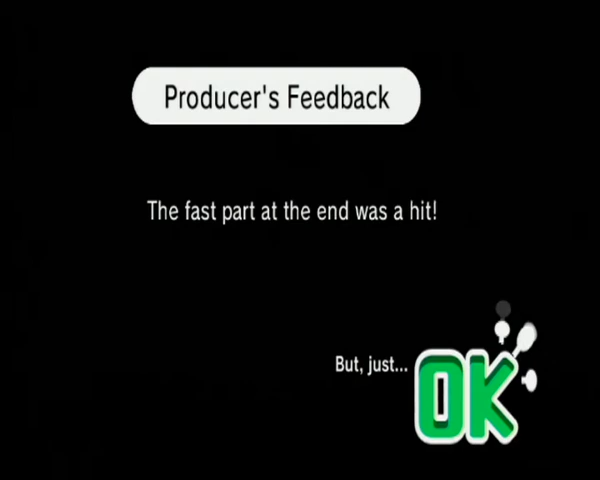 Producer's Feedback
The fast part at the end was a hit!
But, just...
OK